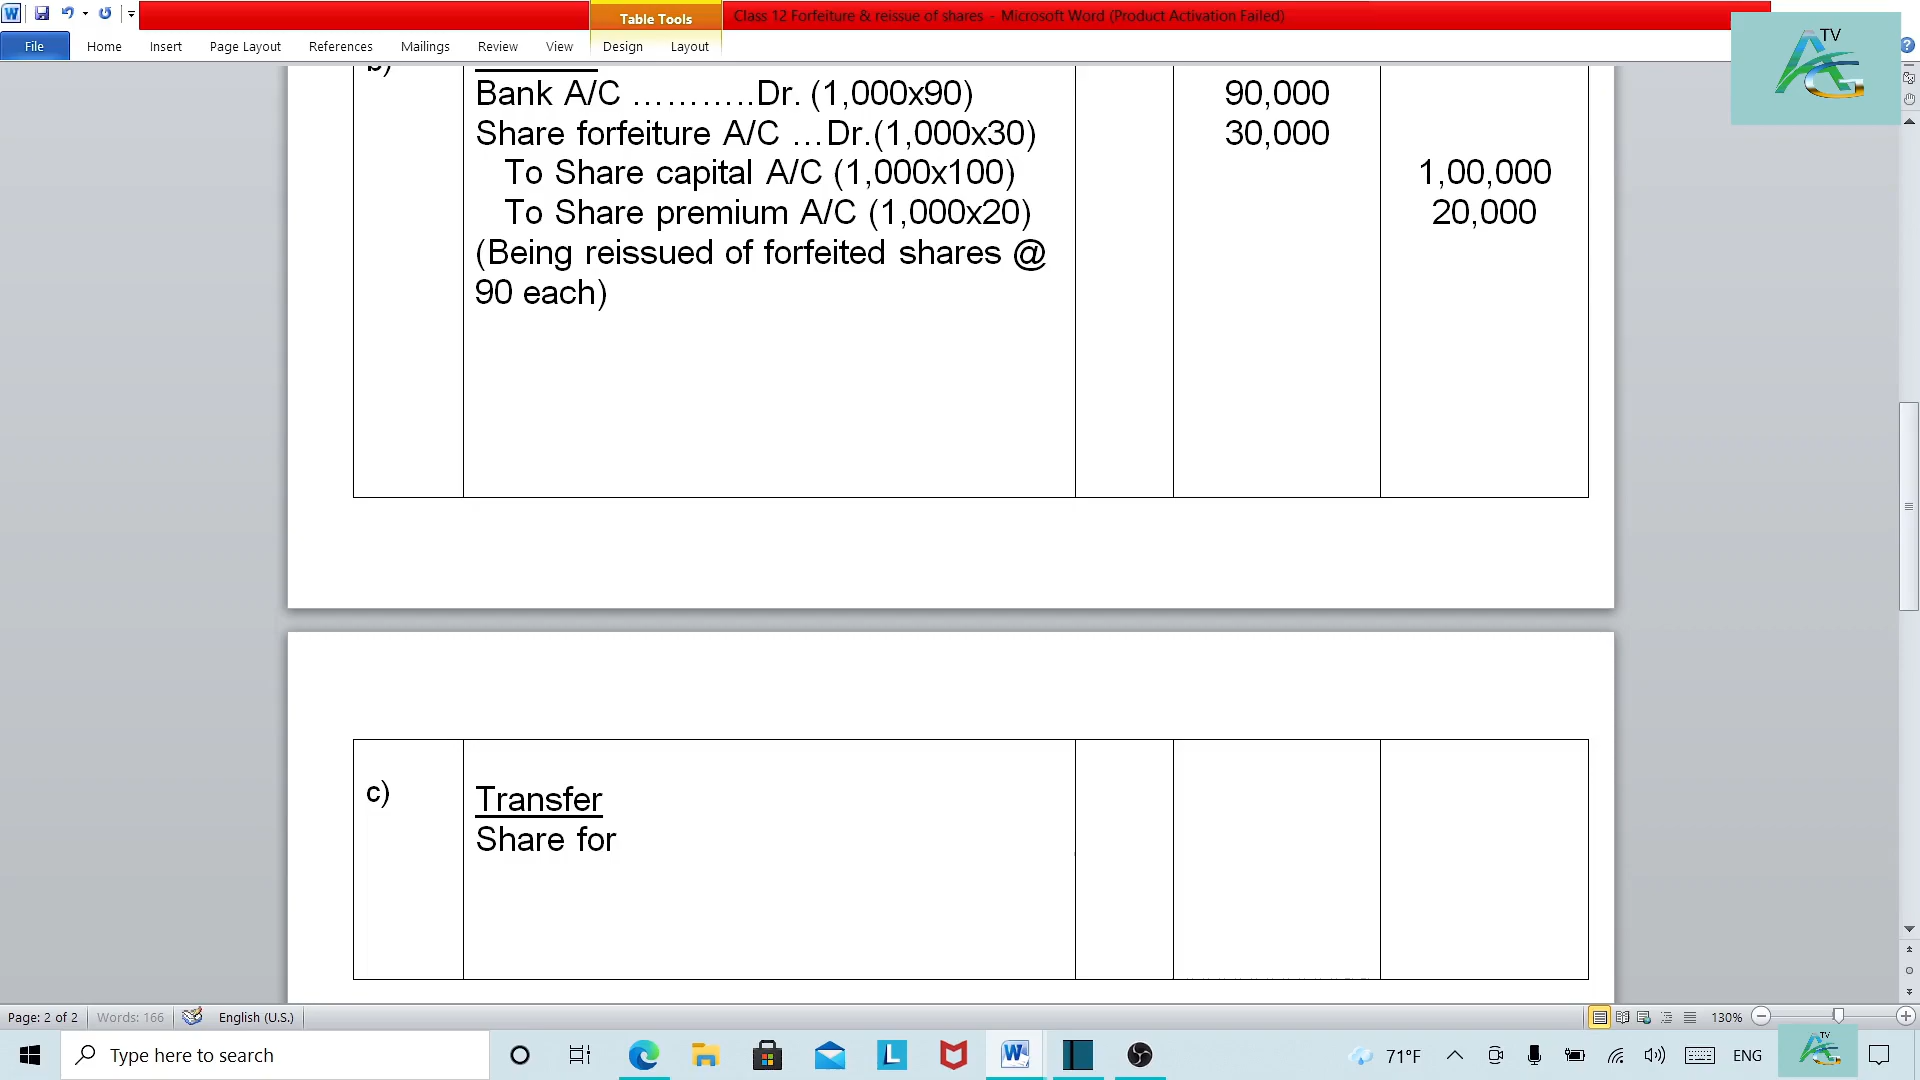 Table Tools
Class 12 Forfeiture & reissue of shares - Microsoft Word (Product Activation Failed)
TV
File Home Insert Page Layout References Mailings Review View Design Layout
b)
Bank A/C ………..Dr. (1,000x90) 90,000
Share forfeiture A/C …Dr.(1,000x30) 30,000
To Share capital A/C (1,000x100) 1,00,000
To Share premium A/C (1,000x20) 20,000
(Being reissued of forfeited shares @
90 each)
c) Transfer
Share for
Page: 2 of 2 Words: 166 English (U.S.) 130%
Type here to search 71°F ENG